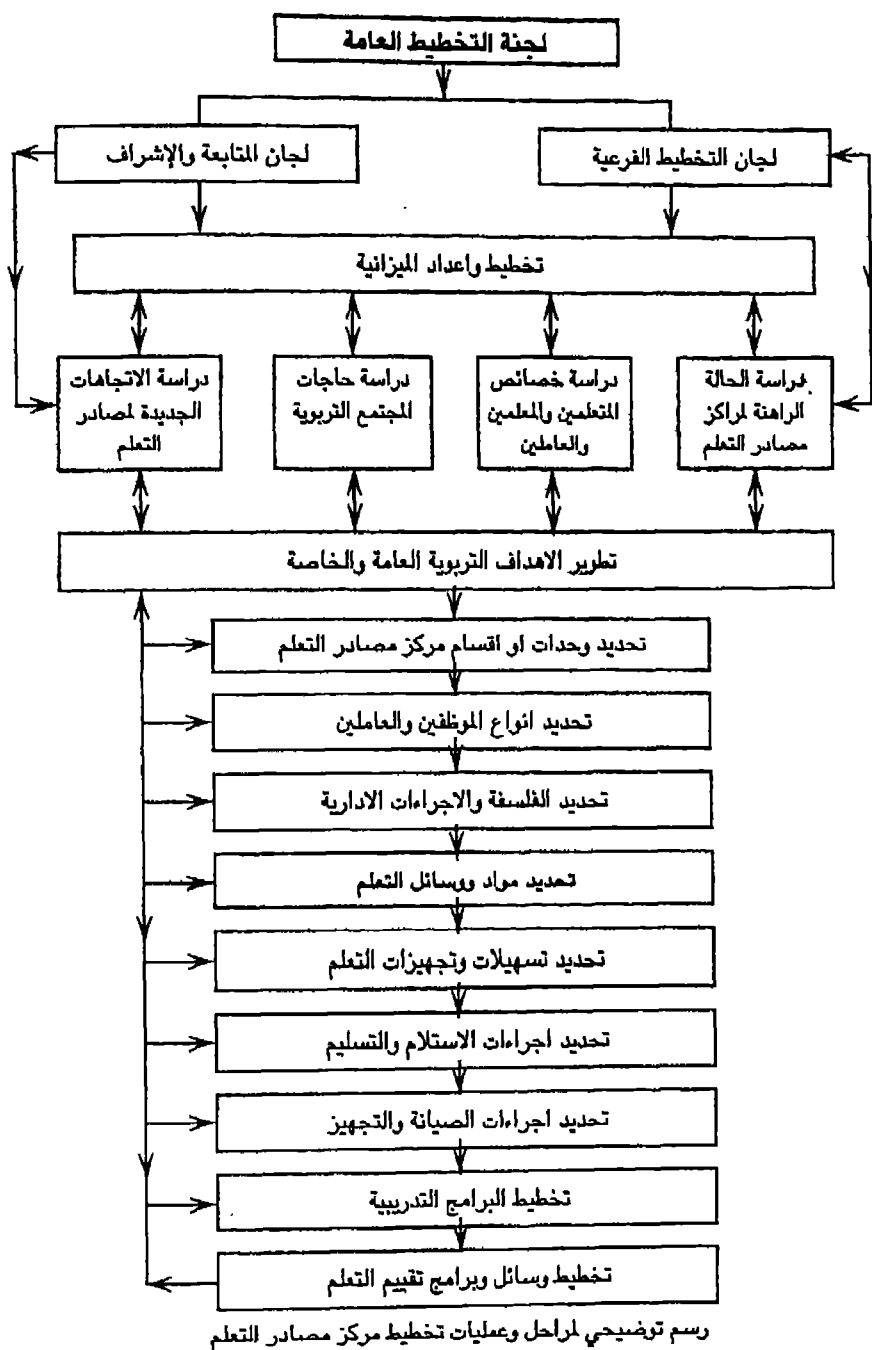 لجنة التخطيط العامة
لجان التخطيط الفرعية
لجان المتابعة والإشراف
تخطيط واعداد الميزانية
دراسة الحالة
الراهنة لمراكز
مصادر التعلم
دراسة خصائص
المتعلمين والمعلمين
والعاملين
دراسة حاجات
المجتمع التربوية
دراسة الاتجاهات
الجديدة لمصادر
التعلم
تطوير الاهداف التربوية العامة والخاصة
تحديد وحدات او اقسام مركز مصادر التعلم
تحديد انواع الموظفين والعاملين
تحديد الفلسفة والاجراءات الادارية
تحديد مواد ووسائل التعلم
تحديد تسهيلات وتجهيزات التعلم
تحديد اجراءات الاستلام والتسليم
تحديد اجراءات الصيانة والتجهيز
تخطيط البرامج التدريبية
تخطيط وسائل وبرامج تقييم التعلم
رسم توضيحي لمراحل وعمليات تخطيط مركز مصادر التعلم